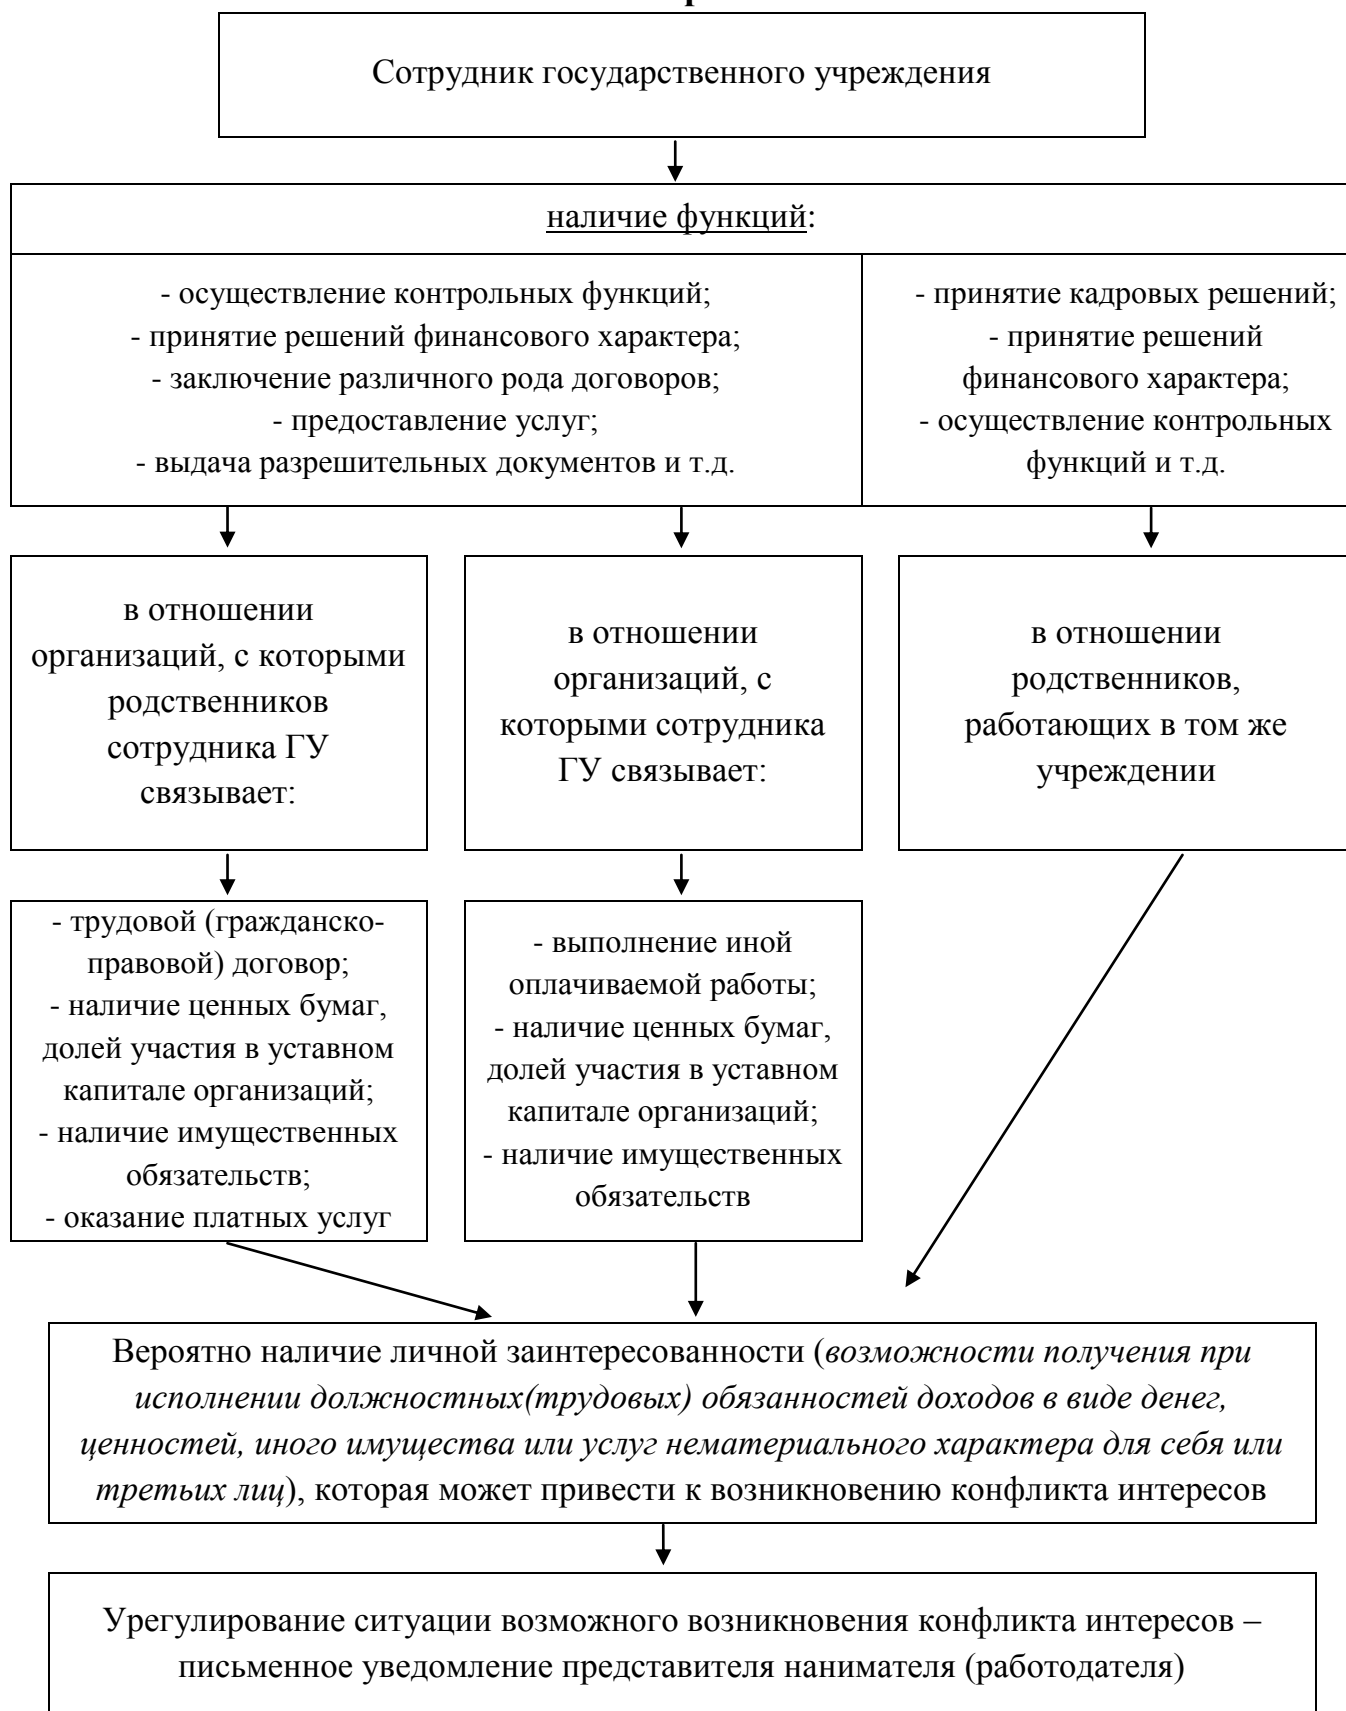 Сотрудник государственного учреждения
наличие функций:
- осуществление контрольных функций;
- принятие решений финансового характера;
- заключение различного рода договоров;
- предоставление услуг;
- выдача разрешительных документов и т.д.
- принятие кадровых решений;
- принятие решений
финансового характера;
- осуществление контрольных
функций и т.д.
в отношении
организаций, с которыми
родственников
сотрудника ГУ
связывает:
в отношении
организаций, с
которыми сотрудника
ГУ связывает:
в отношении
родственников,
работающих в том же
учреждении
- трудовой (гражданско-
правовой) договор;
- наличие ценных бумаг,
долей участия в уставном
капитале организаций;
- наличие имущественных
обязательств;
- оказание платных услуг
- выполнение иной
оплачиваемой работы;
- наличие ценных бумаг,
долей участия в уставном
капитале организаций;
- наличие имущественных
обязательств
Вероятно наличие личной заинтересованности (возможности получения при
исполнении должностных(трудовых) обязанностей доходов в виде денег,
ценностей, иного имущества или услуг нематериального характера для себя или
третьих лиц), которая может привести к возникновению конфликта интересов
Урегулирование ситуации возможного возникновения конфликта интересов –
письменное уведомление представителя нанимателя (работодателя)